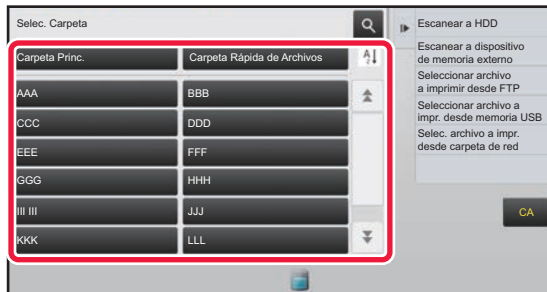 Selec. Carpeta
Carpeta Princ.
Carpeta Rápida de Archivos
AAA
BBB
CCC
DDD
EEE
FFF
GGG
HHH
III III
JJJ
KKK
LLL
Escanear a HDD
Escanear a dispositivo
de memoria externo
Seleccionar archivo
a imprimir desde FTP
Seleccionar archivo a
impr. desde memoria USB
Selec. archivo a impr.
desde carpeta de red
CA